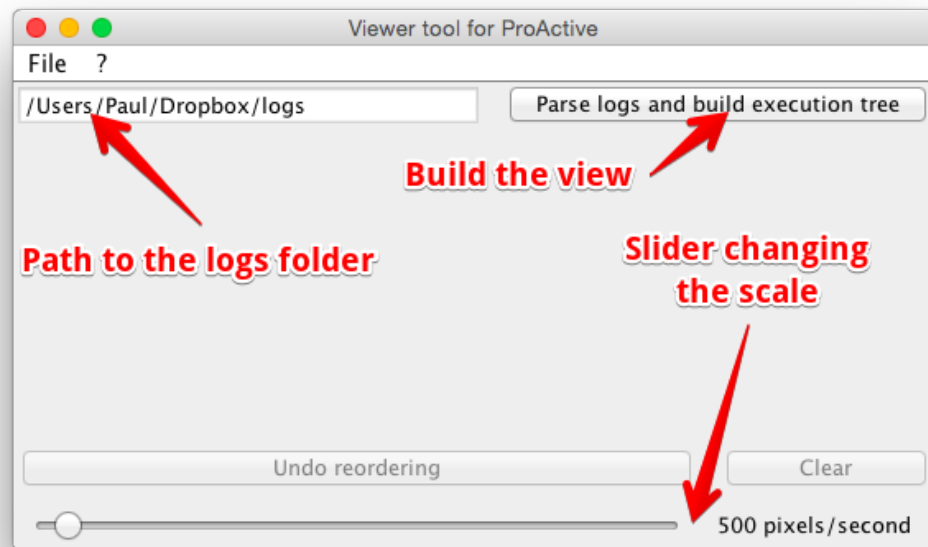 Viewer tool for ProActive
File ?
/Users/Paul/Dropbox/logs
Parse logs and build execution tree
Build the view
Path to the logs folder
Slider changing
the scale
Undo reordering
Clear
500 pixels/second